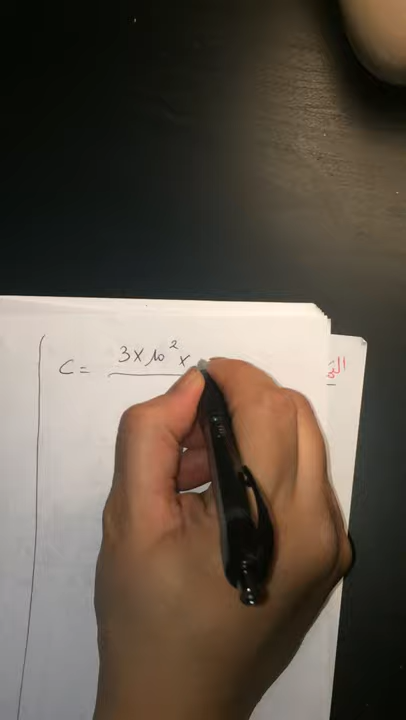 C = 3 × 10² ×